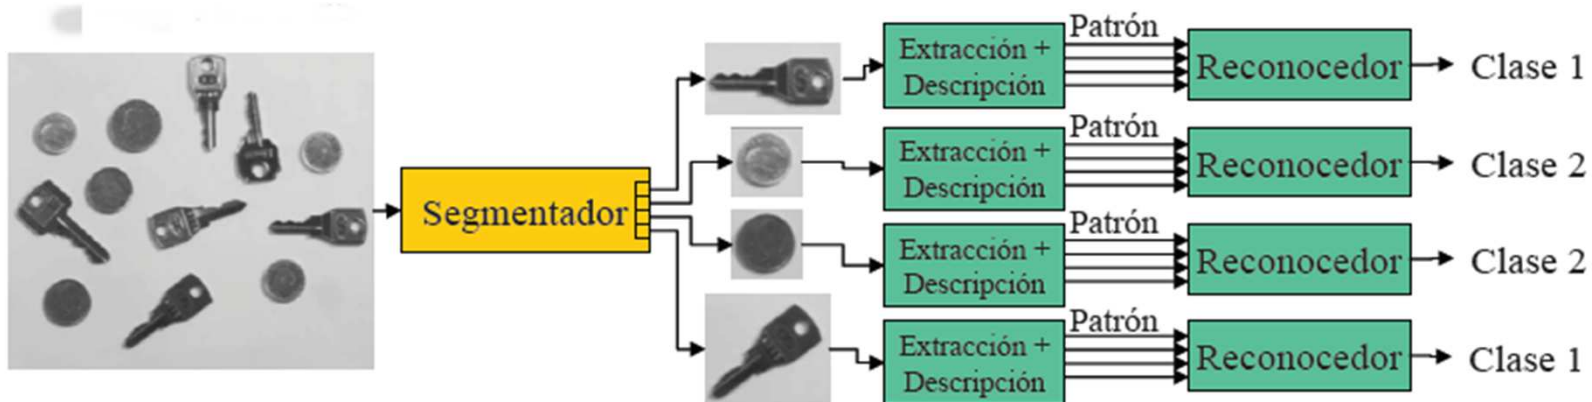 Segmentador
Extracción +
Descripción
Patrón
Reconocedor
Clase 1
Extracción +
Descripción
Patrón
Reconocedor
Clase 2
Extracción +
Descripción
Patrón
Reconocedor
Clase 2
Extracción +
Descripción
Patrón
Reconocedor
Clase 1